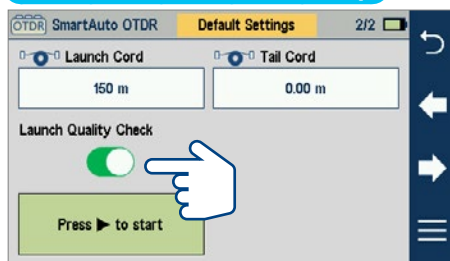 OTDR SmartAuto OTDR Default Settings 2/2
Launch Cord Tail Cord
150 m 0.00 m
Launch Quality Check
Press ▶ to start